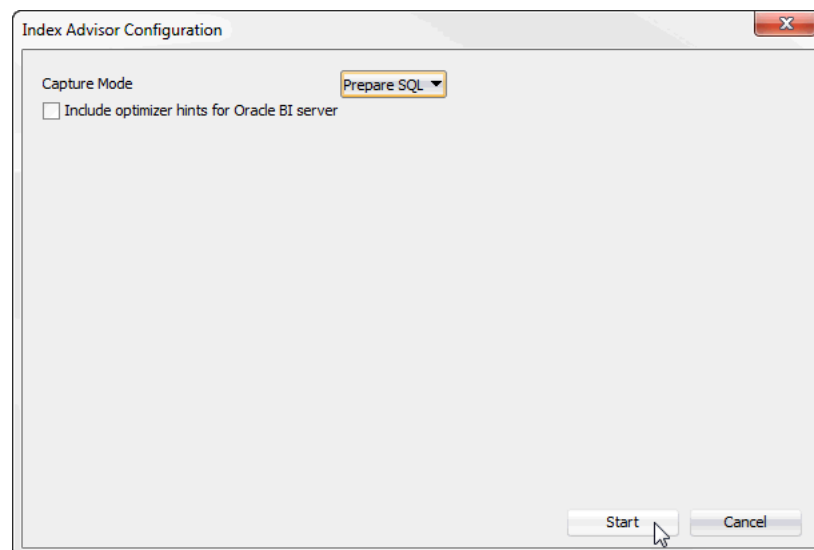 Index Advisor Configuration
Capture Mode Prepare SQL
Include optimizer hints for Oracle BI server
Start Cancel